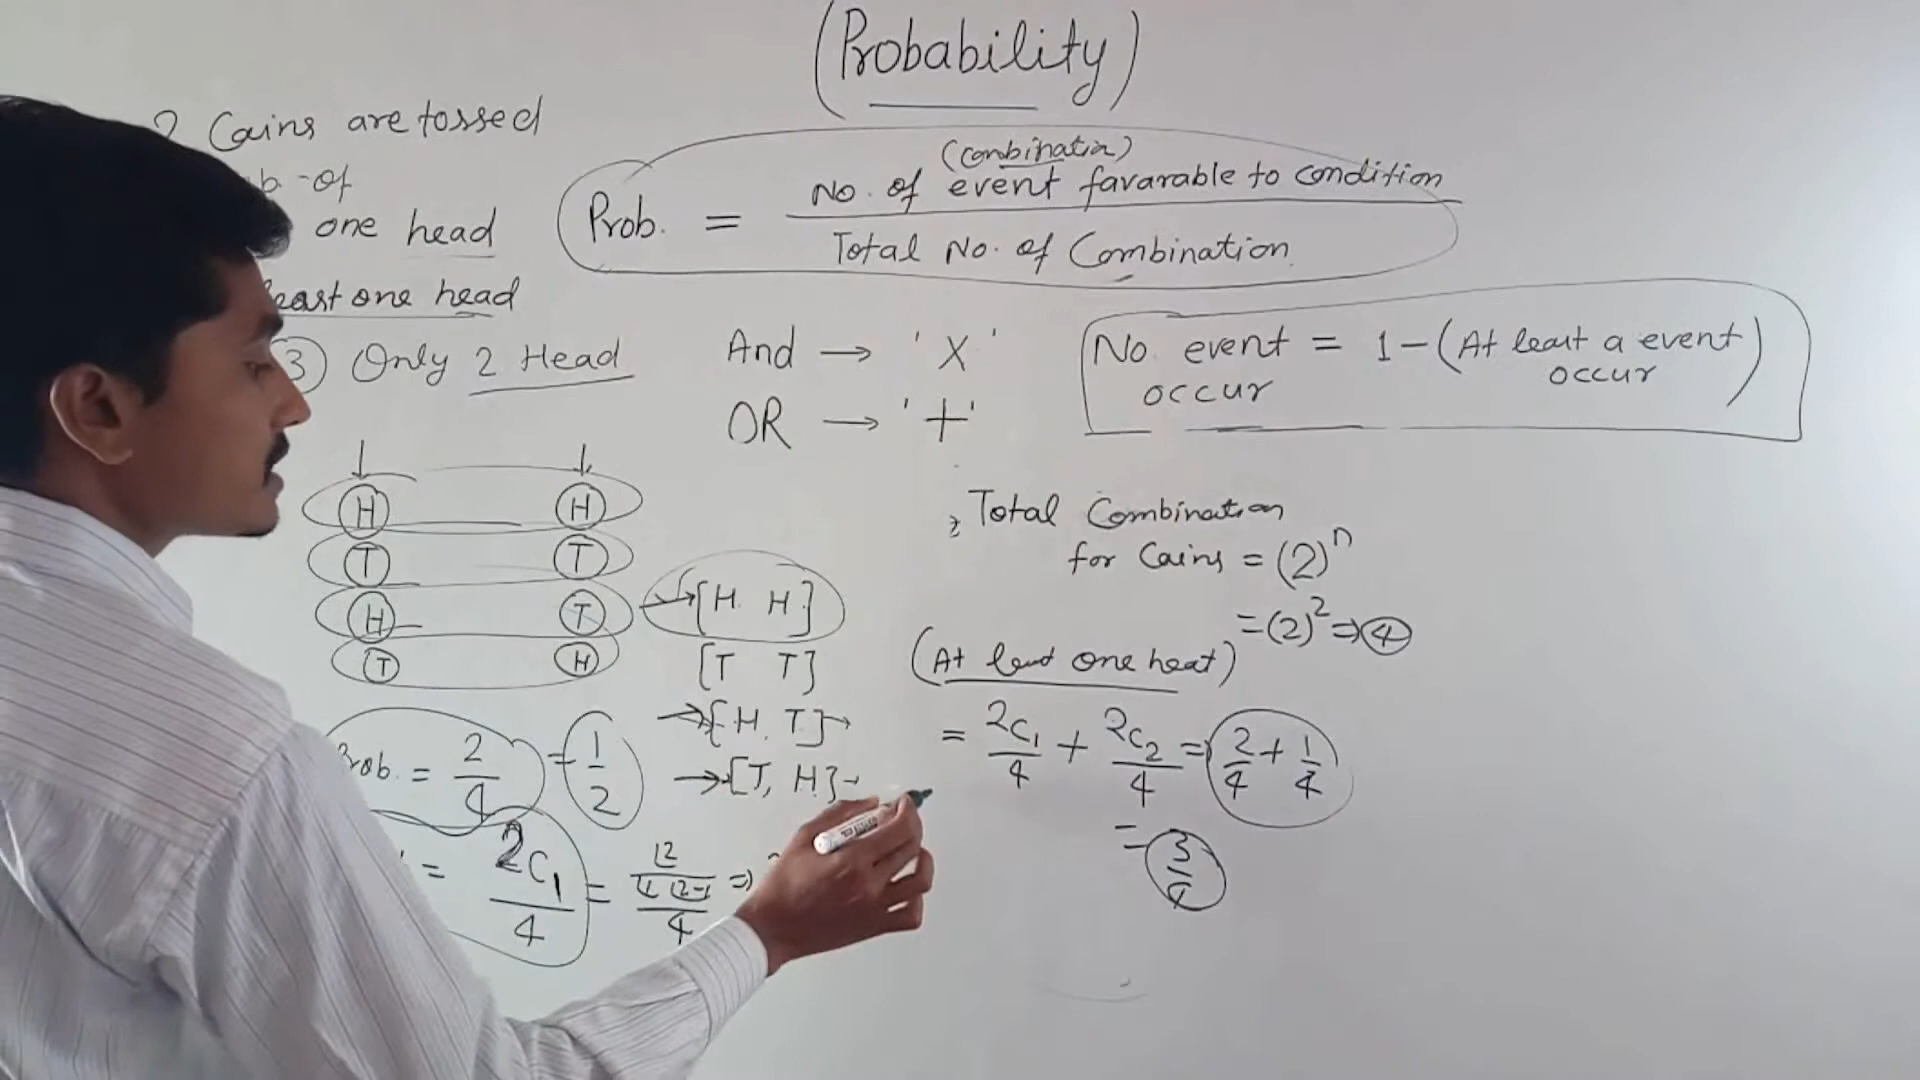 (Probability)
2 Coins are tossed
of
one head
least one head
3 Only 2 Head
(Combination)
Prob. = No. of event favarable to condition
Total No. of Combination
And → 'X'
OR → '+'
No. event = 1 - (At least a event)
occur occur
Total Combination
for Coins = (2)^n
= (2)^2 ⇒ 4
H H
T T
H T
T H
→ [H. H.]
[T T]
→ [H. T]→
→ [T, H]→
Prob. = 2/4 = 1/2
= 2C1/4 =
(At least one heat)
= 2C1/4 + 2C2/4 = 2/4 + 1/4
= 3/4